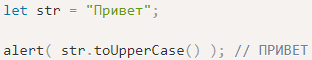 let str = "Привет";
alert( str.toUpperCase() ); // ПРИВЕТ